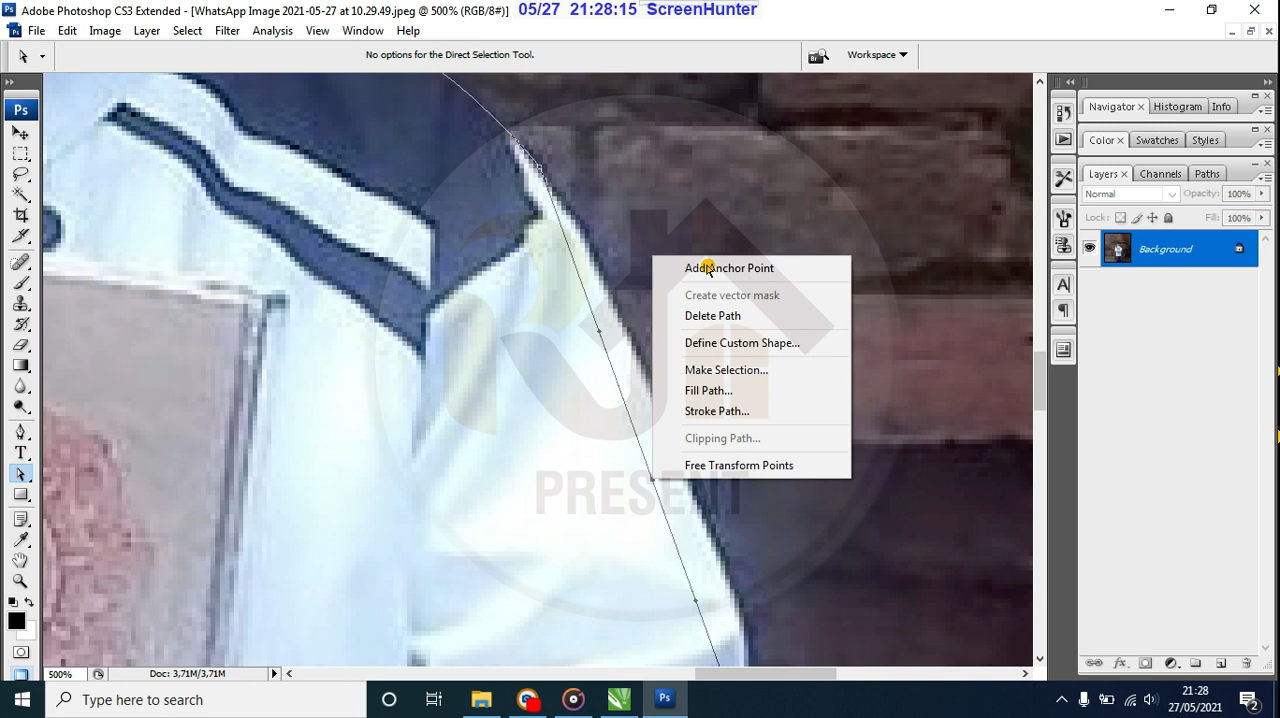 Adobe Photoshop CS3 Extended - [WhatsApp Image 2021-05-27 at 10.29.49.jpeg @ 500% (RGB/8#)]
05/27 21:28:15 ScreenHunter
File Edit Image Layer Select Filter Analysis View Window Help
No options for the Direct Selection Tool.
Workspace
Ps
Navigator Histogram Info
Color Swatches Styles
Layers Channels Paths
Normal Opacity: 100%
Lock: Fill: 100%
Background
Add Anchor Point
Create vector mask
Delete Path
Define Custom Shape...
Make Selection...
Fill Path...
Stroke Path...
Clipping Path...
Free Transform Points
PRESENT
500% Doc: 3,71M/3,71M
Type here to search
Ps
21:28
27/05/2021
2